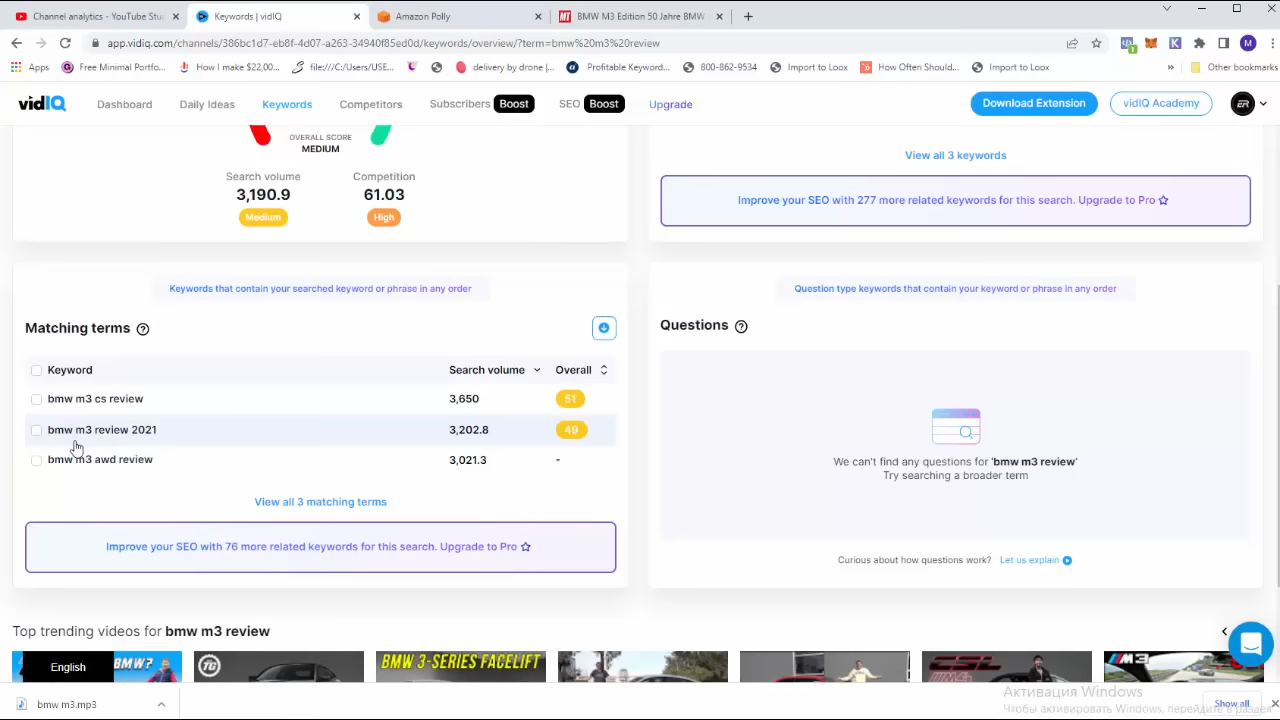 Channel analytics - YouTube Stud
Keywords | vidIQ
Amazon Polly
BMW M3 Edition 50 Jahre BMW
app.vidiq.com/channels/386bc1d7-eb8f-4d07-a263-34940f85ed0d/keywords/overview/?term=bmw%20m3%20review
Apps
Free Minimal Portfo...
How I make $22,00...
file:///C:/Users/USE...
delivery by drone |...
Profitable Keyword...
800-862-9534
Import to Loox
How Often Should...
Import to Loox
»
Other bookmarks
vidIQ
Dashboard
Daily Ideas
Keywords
Competitors
Subscribers Boost
SEO Boost
Upgrade
Download Extension
vidIQ Academy
OVERALL SCORE
MEDIUM
Search volume
3,190.9
Medium
Competition
61.03
High
View all 3 keywords
Improve your SEO with 277 more related keywords for this search. Upgrade to Pro
Keywords that contain your searched keyword or phrase in any order
Matching terms
Keyword Search volume Overall
bmw m3 cs review 3,650 51
bmw m3 review 2021 3,202.8 49
bmw m3 awd review 3,021.3 -
View all 3 matching terms
Improve your SEO with 76 more related keywords for this search. Upgrade to Pro
Question type keywords that contain your keyword or phrase in any order
Questions
We can't find any questions for 'bmw m3 review'
Try searching a broader term
Curious about how questions work? Let us explain
Top trending videos for bmw m3 review
English
BMW?
TG
BMW 3-SERIES FACELIFT
CSL
M3
Активация Windows
Чтобы активировать Windows, перейдите в раздел
bmw m3.mp3
Show all